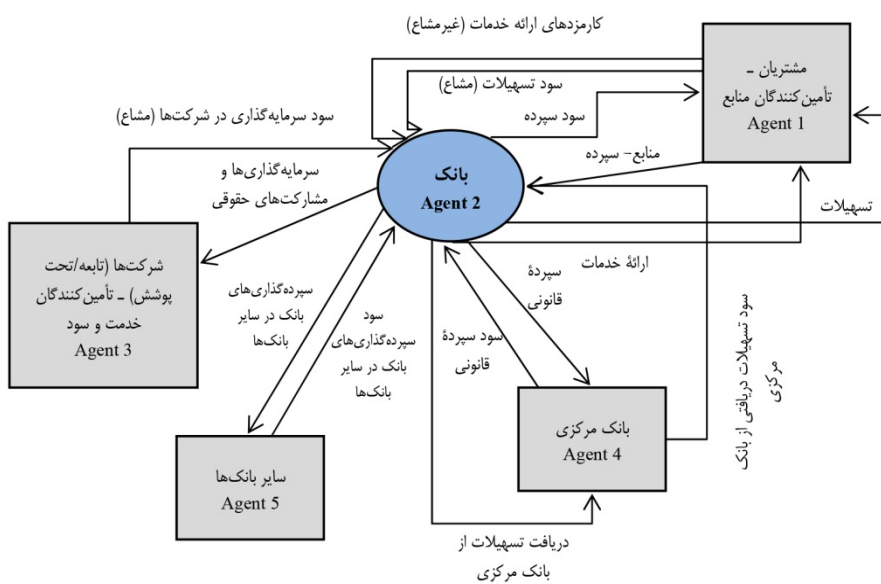 کارمزدهای ارائه خدمات (غیرمشاع)
مشتریان ـ
تأمین‌کنندگان منابع
Agent 1
سود تسهیلات (مشاع)
سود سپرده
سود سرمایه‌گذاری در شرکت‌ها (مشاع)
منابع- سپرده
بانک
Agent 2
سرمایه‌گذاری‌ها و
مشارکت‌های حقوقی
تسهیلات
شرکت‌ها (تابعه/تحت
پوشش) ـ تأمین‌کنندگان
خدمت و سود
Agent 3
ارائهٔ خدمات
سپردهٔ
قانونی
سپرده‌گذاری‌های
بانک در سایر
بانک‌ها
سود
سپرده‌گذاری‌های
بانک در سایر
بانک‌ها
سود سپردهٔ
قانونی
سود تسهیلات دریافتی از بانک
مرکزی
بانک مرکزی
Agent 4
سایر بانک‌ها
Agent 5
دریافت تسهیلات از
بانک مرکزی